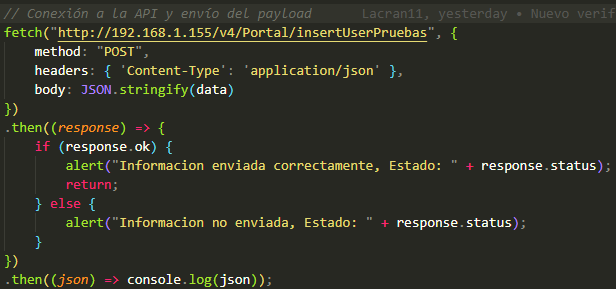 // Conexión a la API y envío del payload    Lacran11, yesterday • Nuevo verif
fetch("http://192.168.1.155/v4/Portal/insertUserPruebas", {
    method: "POST",
    headers: { 'Content-Type': 'application/json' },
    body: JSON.stringify(data)
})
.then((response) => {
    if (response.ok) {
        alert("Informacion enviada correctamente, Estado: " + response.status);
        return;
    } else {
        alert("Informacion no enviada, Estado: " + response.status);
    }
})
.then((json) => console.log(json));